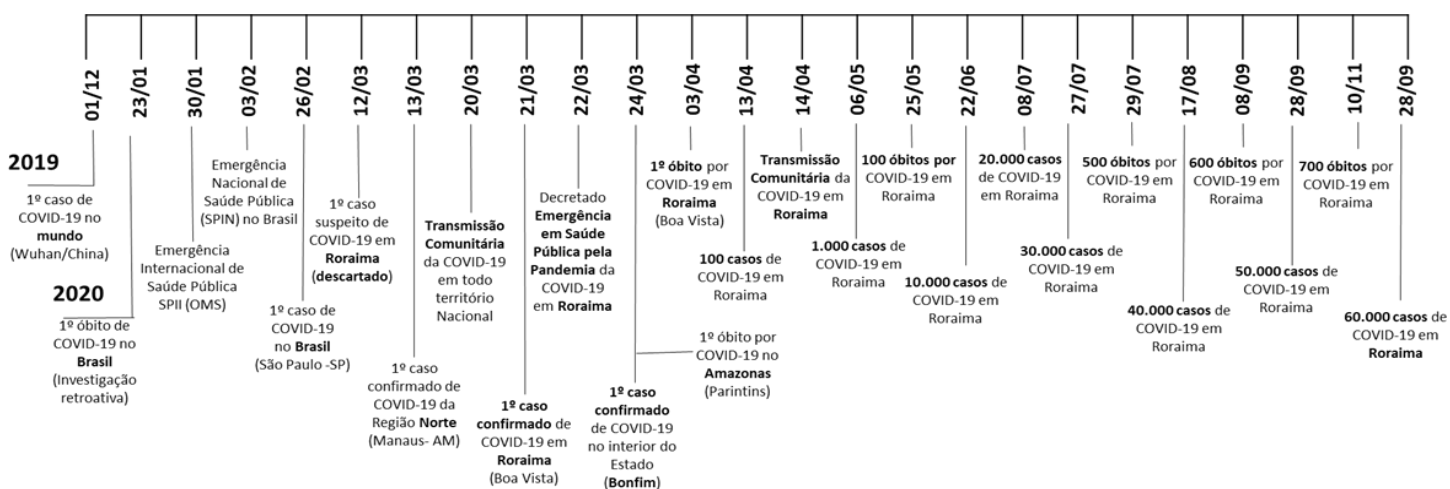 01/12
23/01
30/01
03/02
26/02
12/03
13/03
20/03
21/03
24/03
03/04
13/04
14/04
06/05
25/05
22/06
08/07
27/07
29/07
17/08
08/09
28/09
10/11
28/09
2019
1º caso de
COVID-19 no
mundo
(Wuhan/China)
2020
1º óbito de
COVID-19 no
Brasil
(Investigação
retroativa)
Emergência
Internacional de
Saúde Pública
SPII (OMS)
Emergência
Nacional de
Saúde Pública
(SPIN) no Brasil
1º caso de
COVID-19
no Brasil
(São Paulo -SP)
1º caso
suspeito de
COVID-19 em
Roraima
(descartado)
1º caso
confirmado de
COVID-19 da
Região Norte
(Manaus- AM)
Transmissão
Comunitária
da COVID-19
em todo
território
Nacional
1º caso
confirmado de
COVID-19 em
Roraima
(Boa Vista)
Decretado
Emergência
em Saúde
Pública pela
Pandemia da
COVID-19
em Roraima
1º caso
confirmado
de COVID-19
no interior do
Estado
(Bonfim)
1º óbito por
COVID-19 no
Amazonas
(Parintins)
1º óbito por
COVID-19 em
Roraima
(Boa Vista)
100 casos de
COVID-19 em
Roraima
Transmissão
Comunitária da
COVID-19 em
Roraima
1.000 casos de
COVID-19 em
Roraima
100 óbitos por
COVID-19 em
Roraima
10.000 casos de
COVID-19 em
Roraima
20.000 casos
de COVID-19
em Roraima
30.000 casos de
COVID-19 em
Roraima
500 óbitos por
COVID-19 em
Roraima
40.000 casos de
COVID-19 em
Roraima
600 óbitos por
COVID-19 em
Roraima
50.000 casos de
COVID-19 em
Roraima
700 óbitos por
COVID-19 em
Roraima
60.000 casos de
COVID-19 em
Roraima